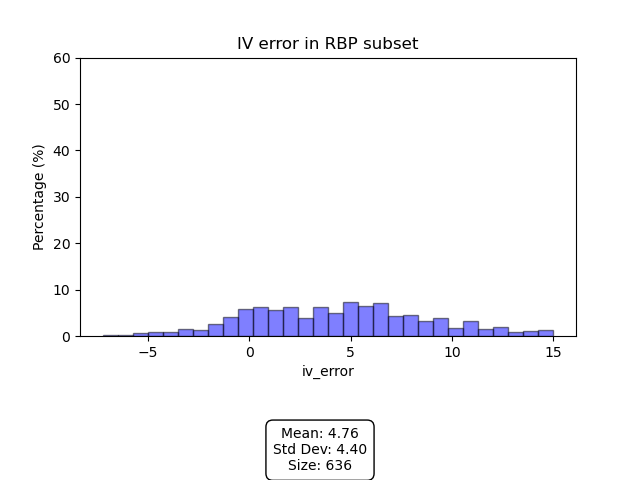 IV error in RBP subset
60
50
40
30
20
10
0
Percentage (%)
−5
0
5
10
15
iv_error
Mean: 4.76
Std Dev: 4.40
Size: 636